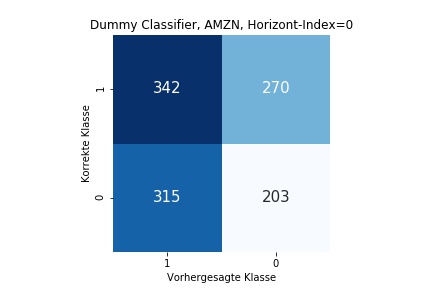 Dummy Classifier, AMZN, Horizont-Index=0
Korrekte Klasse
1
342
270
0
315
203
1
0
Vorhergesagte Klasse